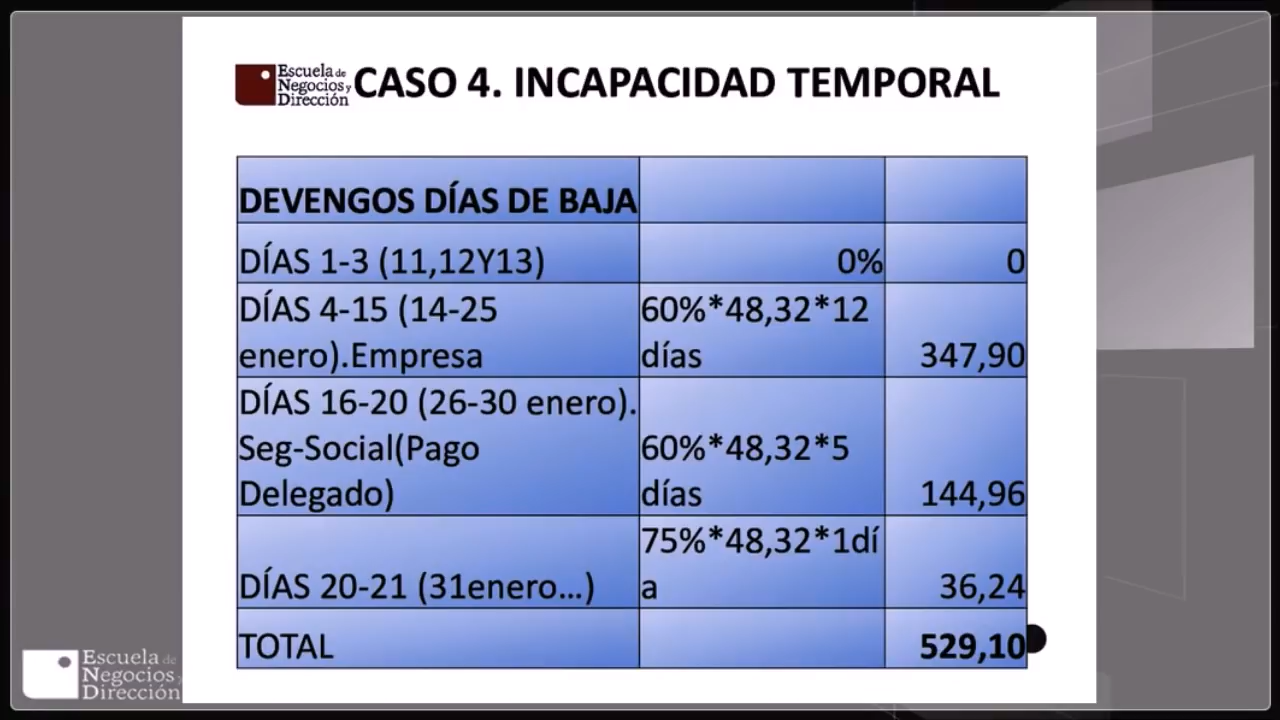 Escuela de
Negocios y
Dirección
CASO 4. INCAPACIDAD TEMPORAL
DEVENGOS DÍAS DE BAJA
DÍAS 1-3 (11,12Y13)
0%
0
DÍAS 4-15 (14-25
enero).Empresa
60%*48,32*12
días
347,90
DÍAS 16-20 (26-30 enero).
Seg-Social(Pago
Delegado)
60%*48,32*5
días
144,96
DÍAS 20-21 (31enero...)
75%*48,32*1dí
a
36,24
TOTAL
529,10
Escuela de
Negocios y
Dirección